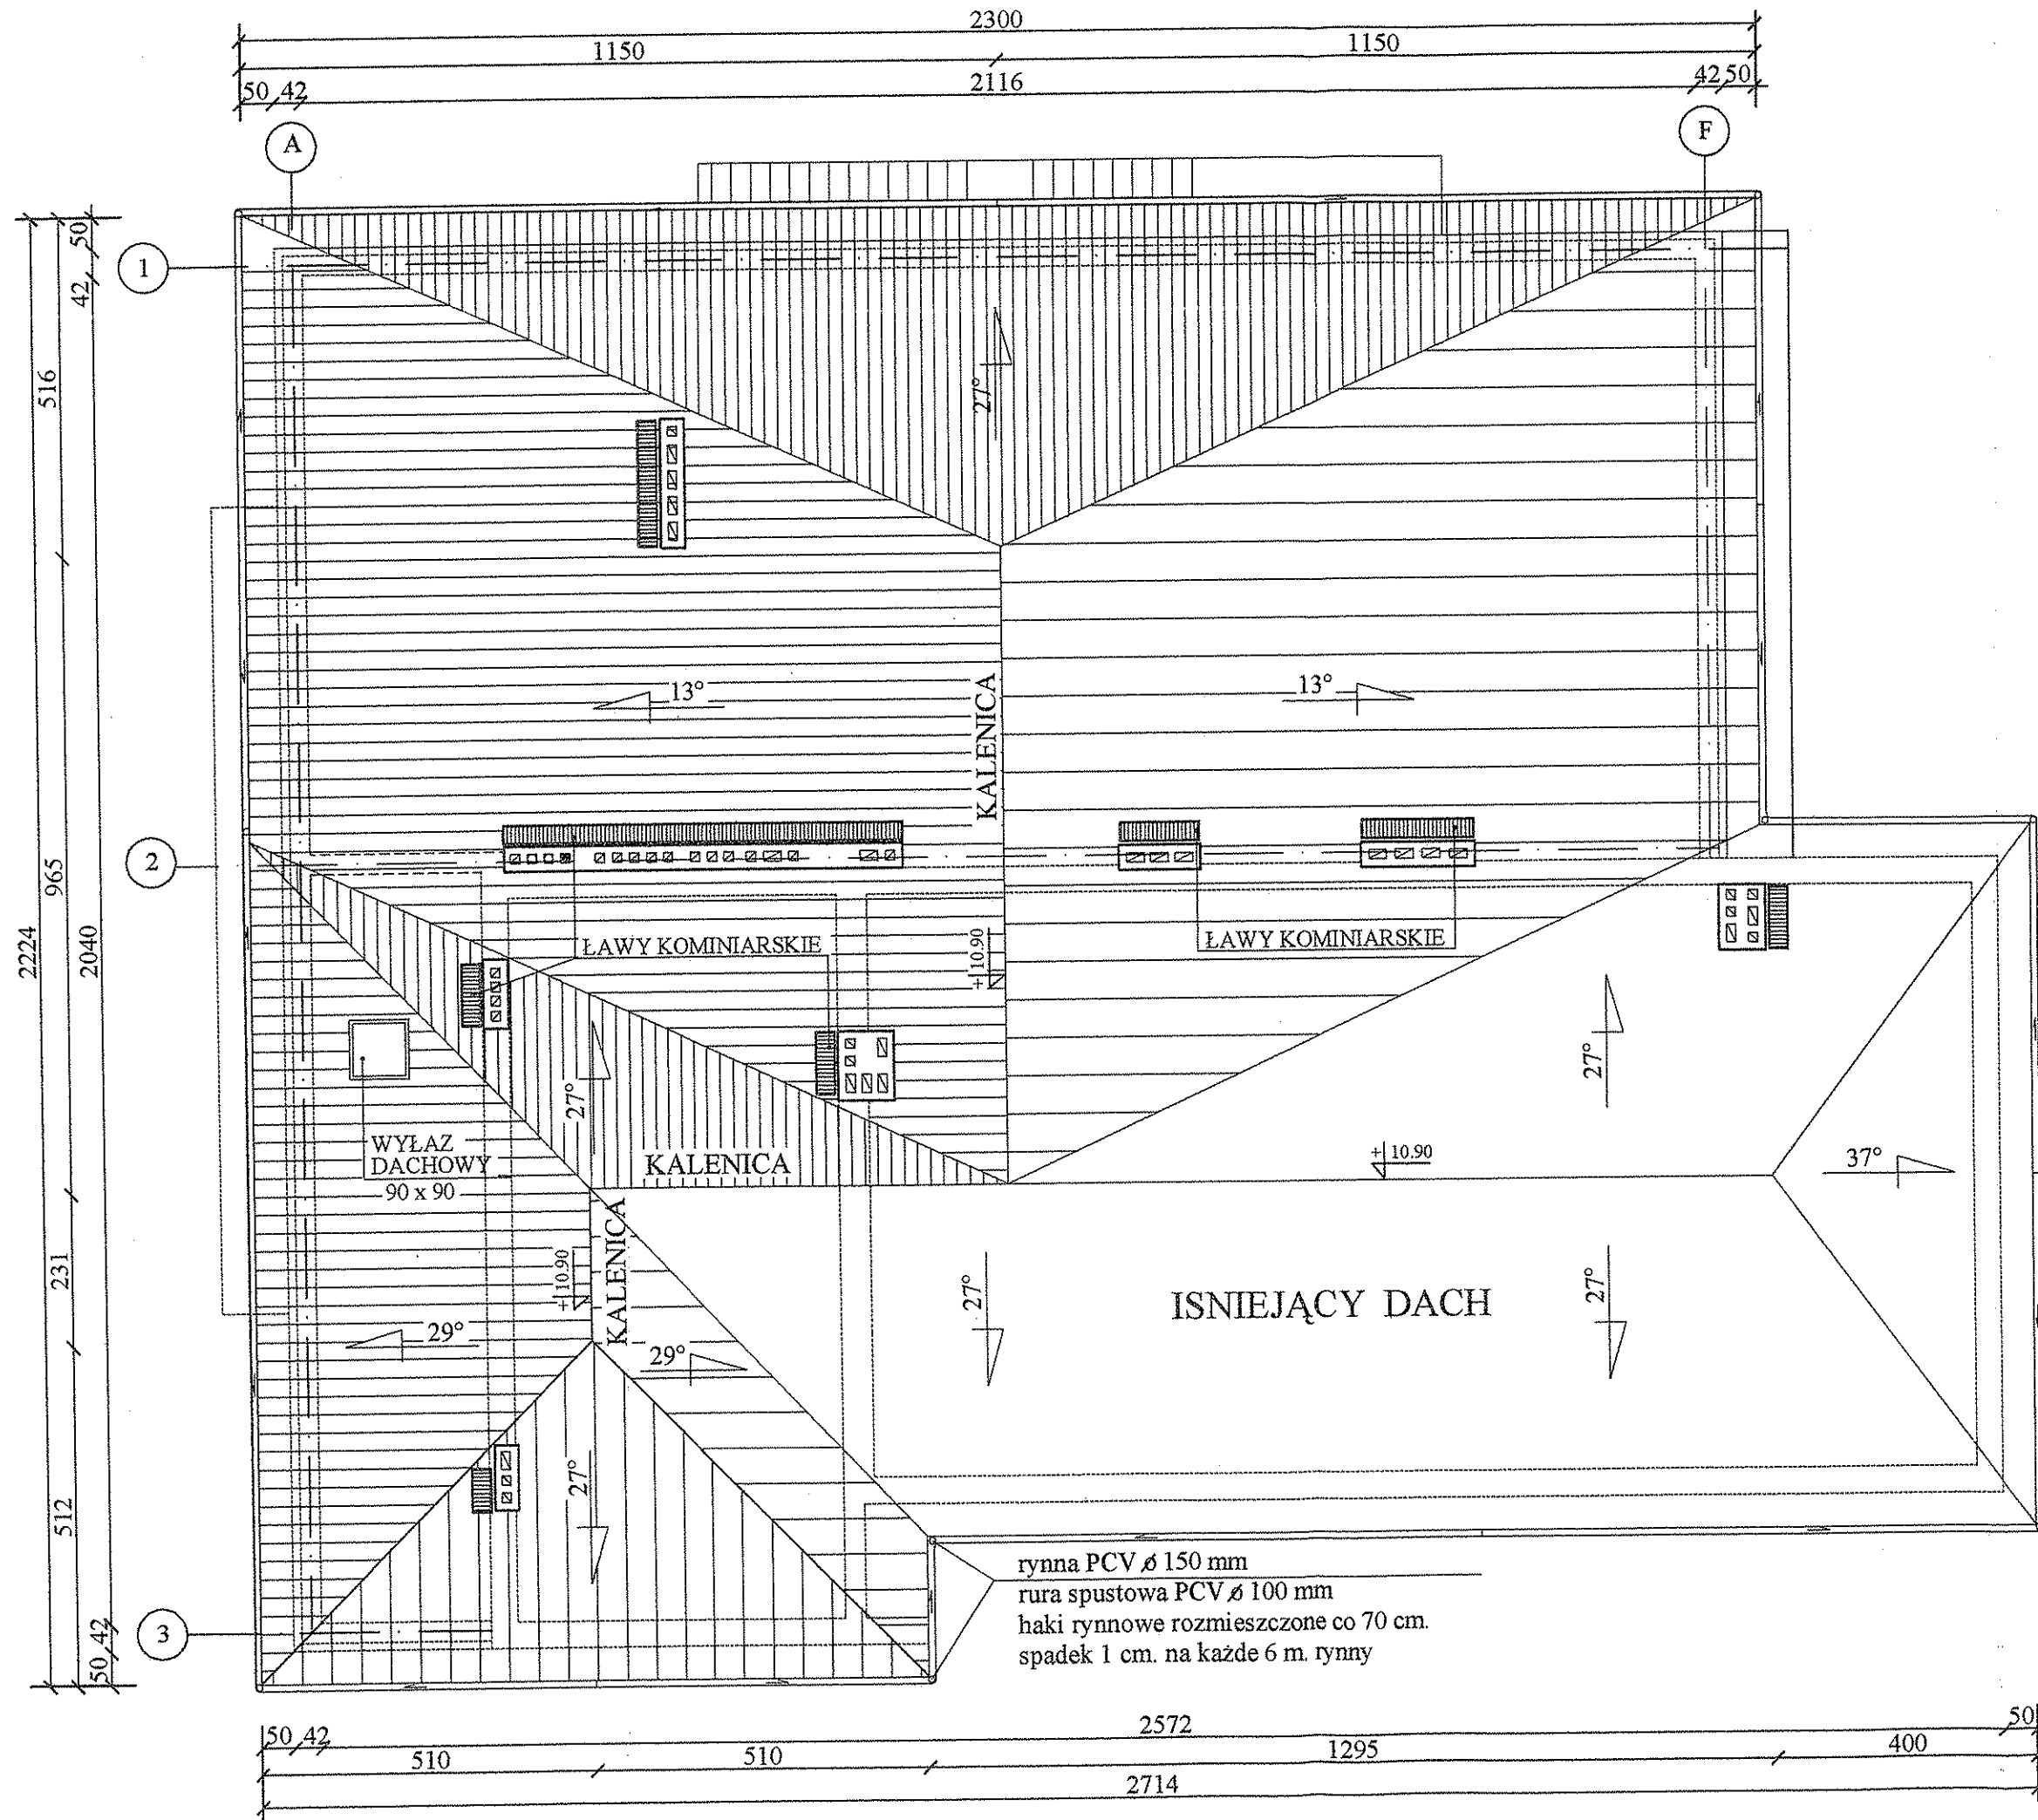 2300
1150
1150
50
42
2116
42
50
A
F
1
2
3
50
42
516
965
2224
2040
231
512
42
50
27°
13°
13°
KALENICA
ŁAWY KOMINIARSKIE
ŁAWY KOMINIARSKIE
+10.90
27°
27°
WYŁAZ
DACHOWY
90 x 90
KALENICA
+10.90
37°
KALENICA
+10.90
27°
27°
ISNIEJĄCY DACH
29°
29°
27°
rynna PCV ø 150 mm
rura spustowa PCV ø 100 mm
haki rynnowe rozmieszczone co 70 cm.
spadek 1 cm. na każde 6 m. rynny
50
42
2572
50
510
510
1295
400
2714